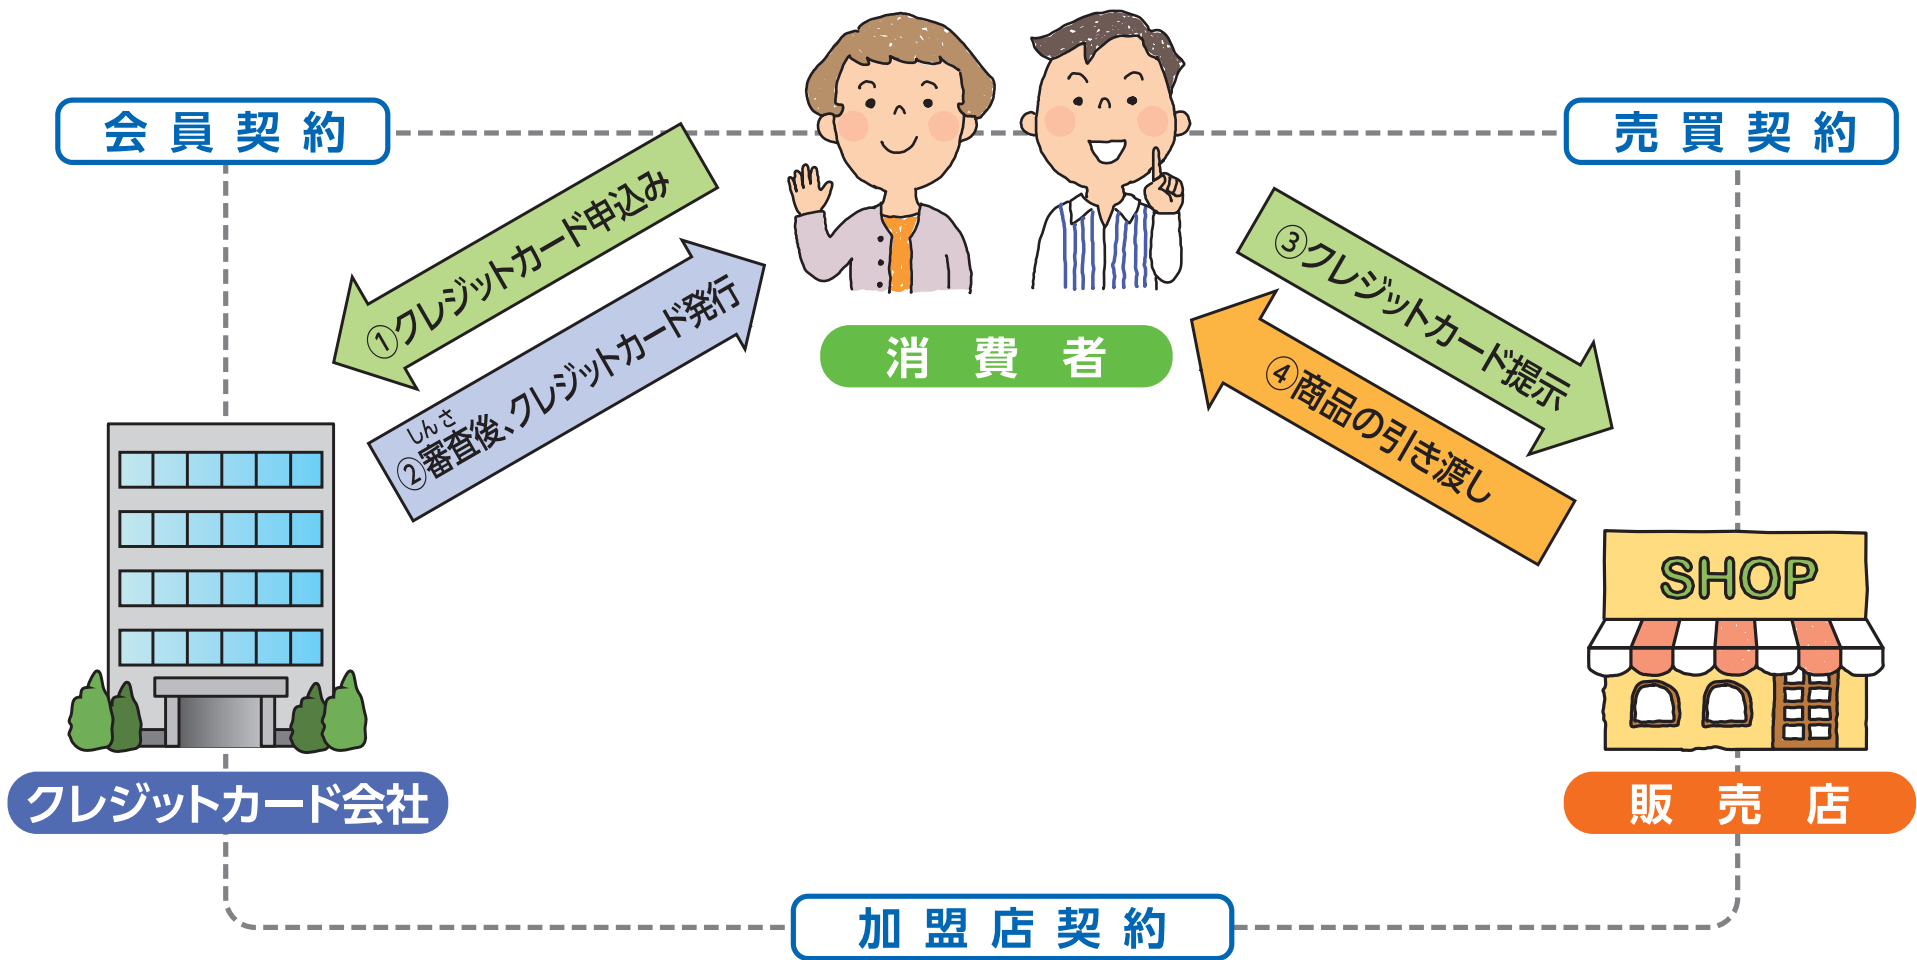 会員契約
売買契約
①クレジットカード申込み
しんさ
②審査後、クレジットカード発行
③クレジットカード提示
④商品の引き渡し
消費者
SHOP
クレジットカード会社
販売店
加盟店契約